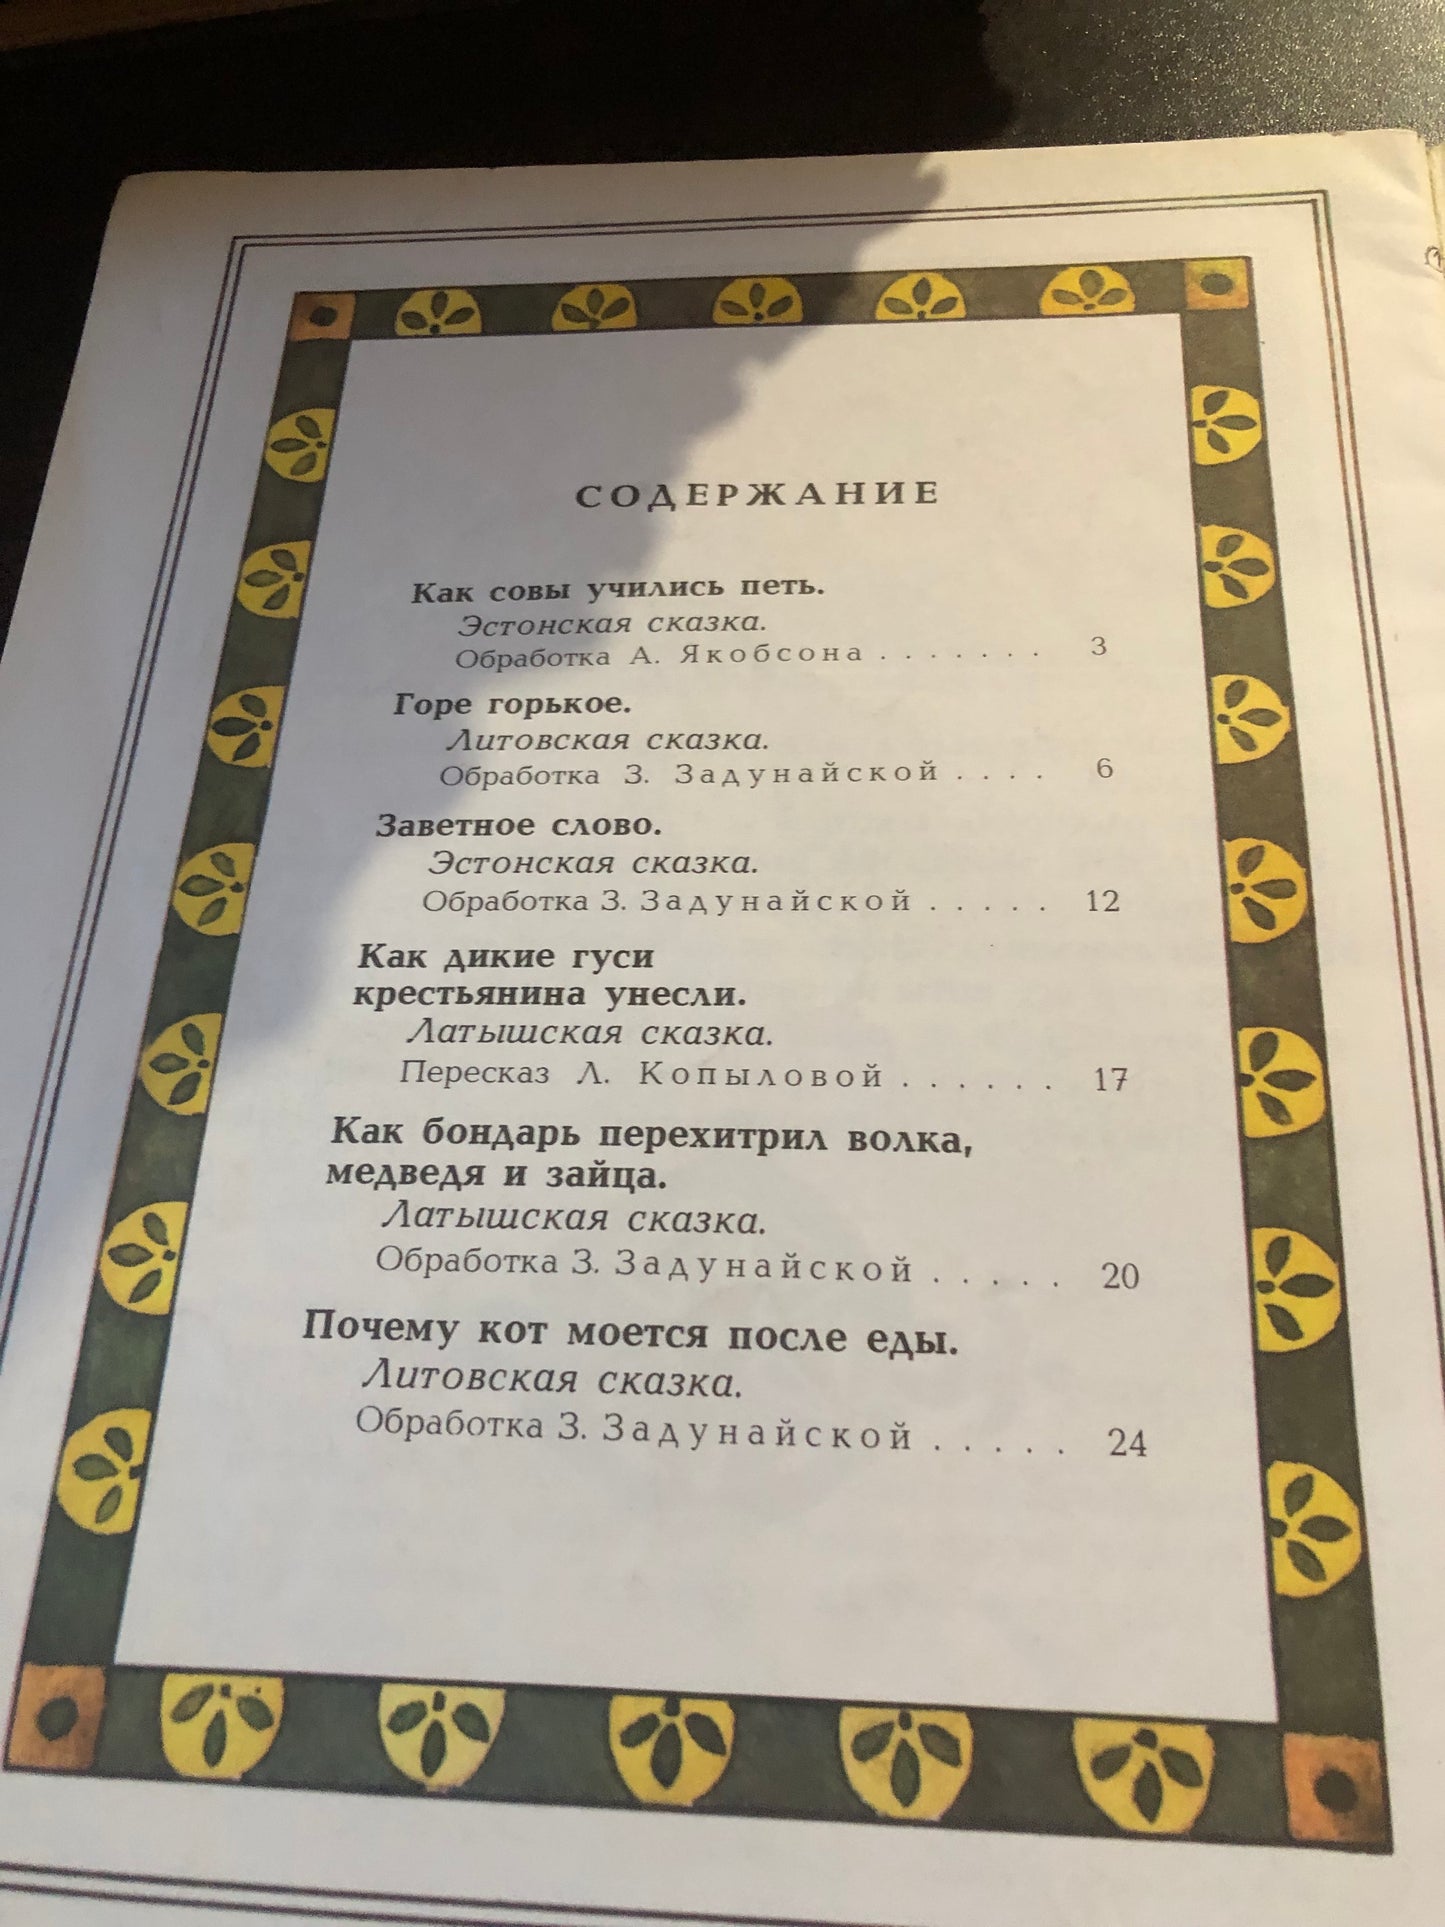 СОДЕРЖАНИЕ
Как совы учились петь.
Эстонская сказка.
Обработка А. Якобсона . . . . . . . 3
Горе горькое.
Литовская сказка.
Обработка З. Задунайской . . . . 6
Заветное слово.
Эстонская сказка.
Обработка З. Задунайской . . . . . 12
Как дикие гуси
крестьянина унесли.
Латышская сказка.
Пересказ Л. Копыловой . . . . . . 17
Как бондарь перехитрил волка,
медведя и зайца.
Латышская сказка.
Обработка З. Задунайской . . . . . 20
Почему кот моется после еды.
Литовская сказка.
Обработка З. Задунайской . . . . . 24